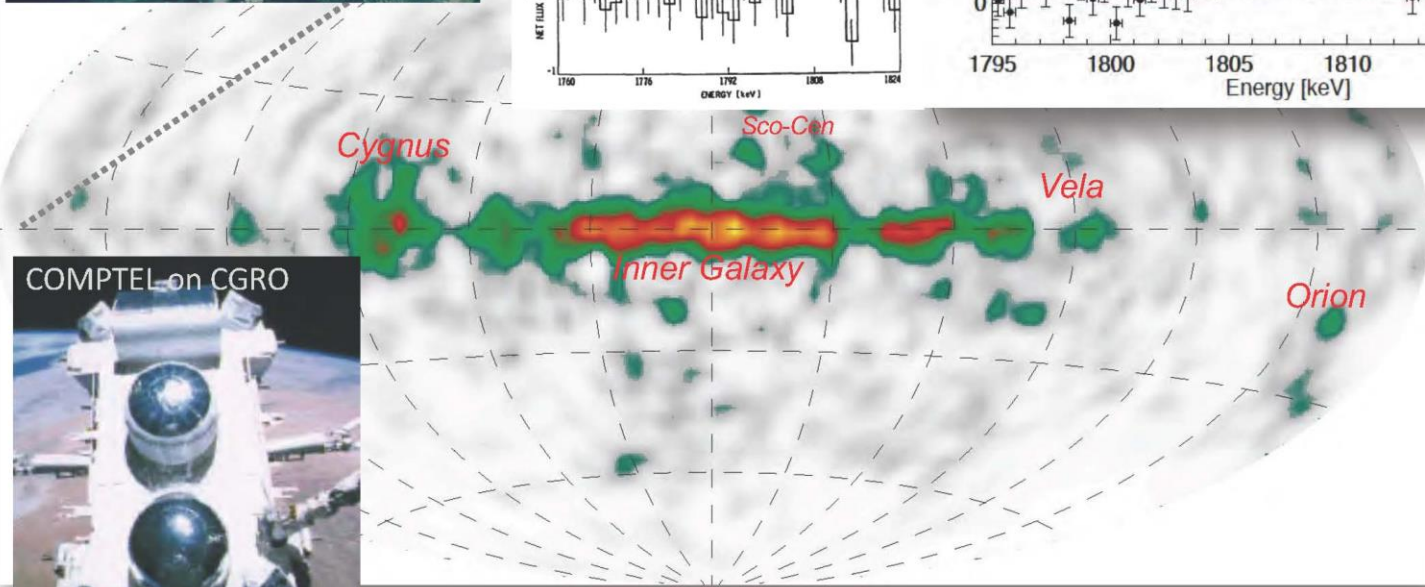 NET FLUX
-1
1760 1776 1792 1808 1824
ENERGY [keV]
0
1795 1800 1805 1810
Energy [keV]
Cygnus
Sco-Cen
Vela
Inner Galaxy
COMPTEL on CGRO
Orion